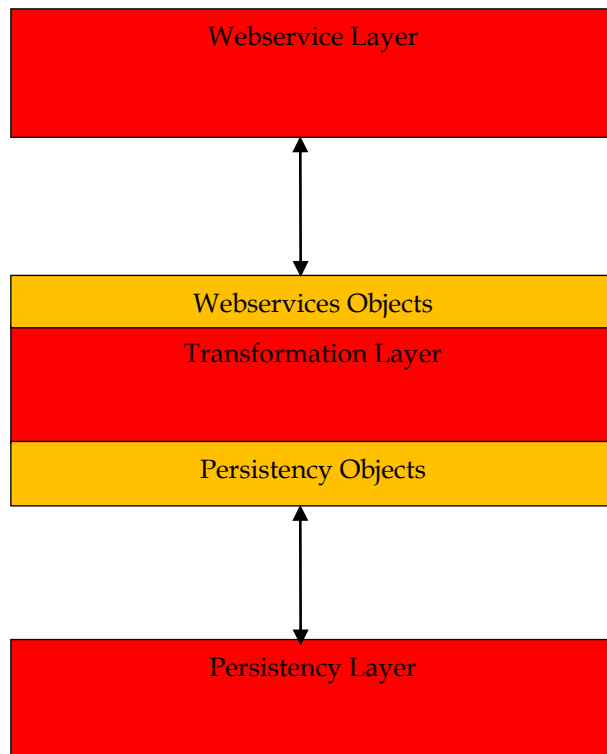 Webservice Layer
Webservices Objects
Transformation Layer
Persistency Objects
Persistency Layer